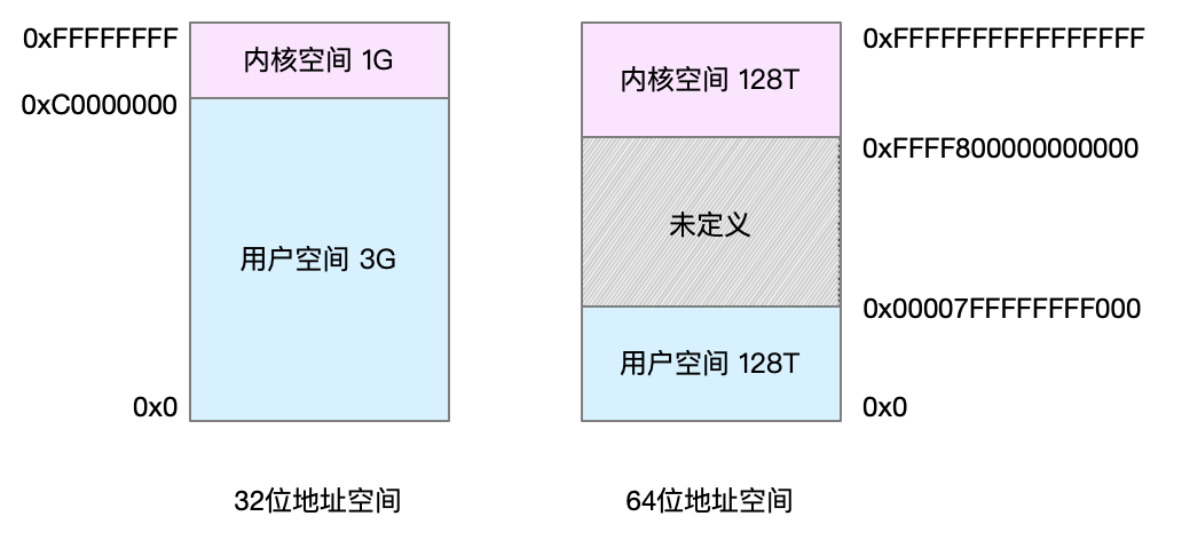 0xFFFFFFFF
内核空间 1G
0xC0000000
用户空间 3G
0x0
32位地址空间
内核空间 128T
0xFFFFFFFFFFFFFFFF
0xFFFF800000000000
未定义
0x00007FFFFFFFF000
用户空间 128T
0x0
64位地址空间